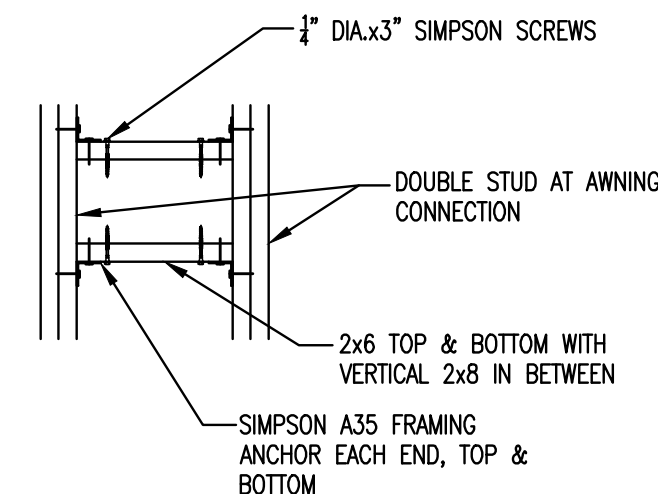 1/4" DIA.x3" SIMPSON SCREWS
DOUBLE STUD AT AWNING
CONNECTION
2x6 TOP & BOTTOM WITH
VERTICAL 2x8 IN BETWEEN
SIMPSON A35 FRAMING
ANCHOR EACH END, TOP &
BOTTOM